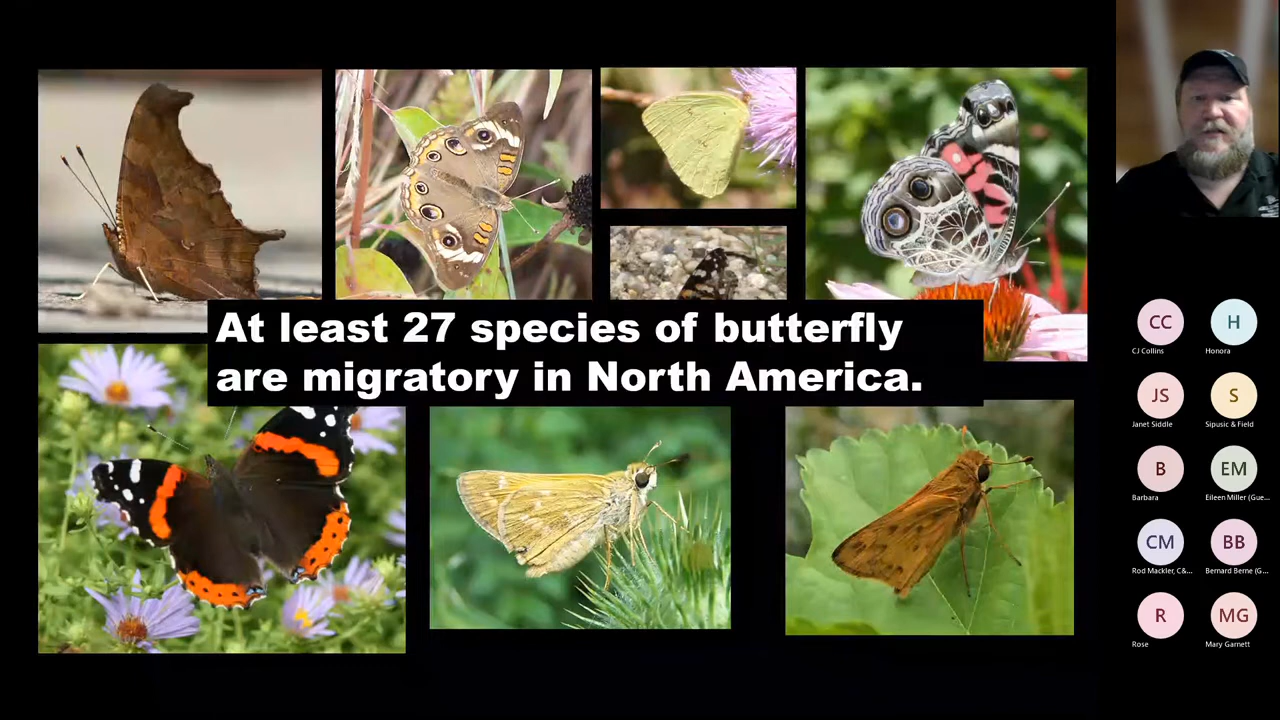 At least 27 species of butterfly
are migratory in North America.
CC
H
CJ Collins
Honora
JS
S
Janet Siddle
Sipusic & Field
B
EM
Barbara
Eileen Miller (Gue...
CM
BB
Rod Mackler, C&...
Bernard Berne (G...
R
MG
Rose
Mary Garnett